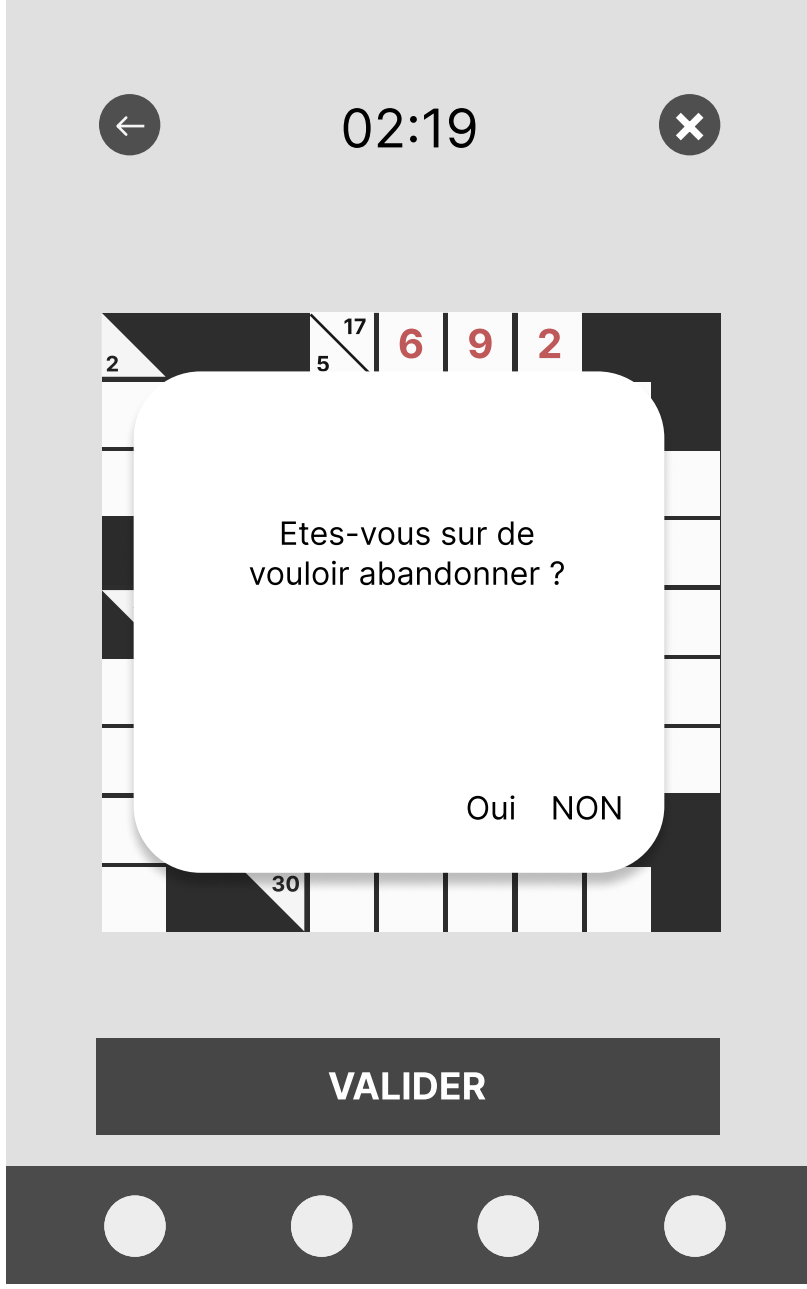 02:19
17 6 9 2
2 5
Etes-vous sur de
vouloir abandonner ?
Oui NON
30
VALIDER